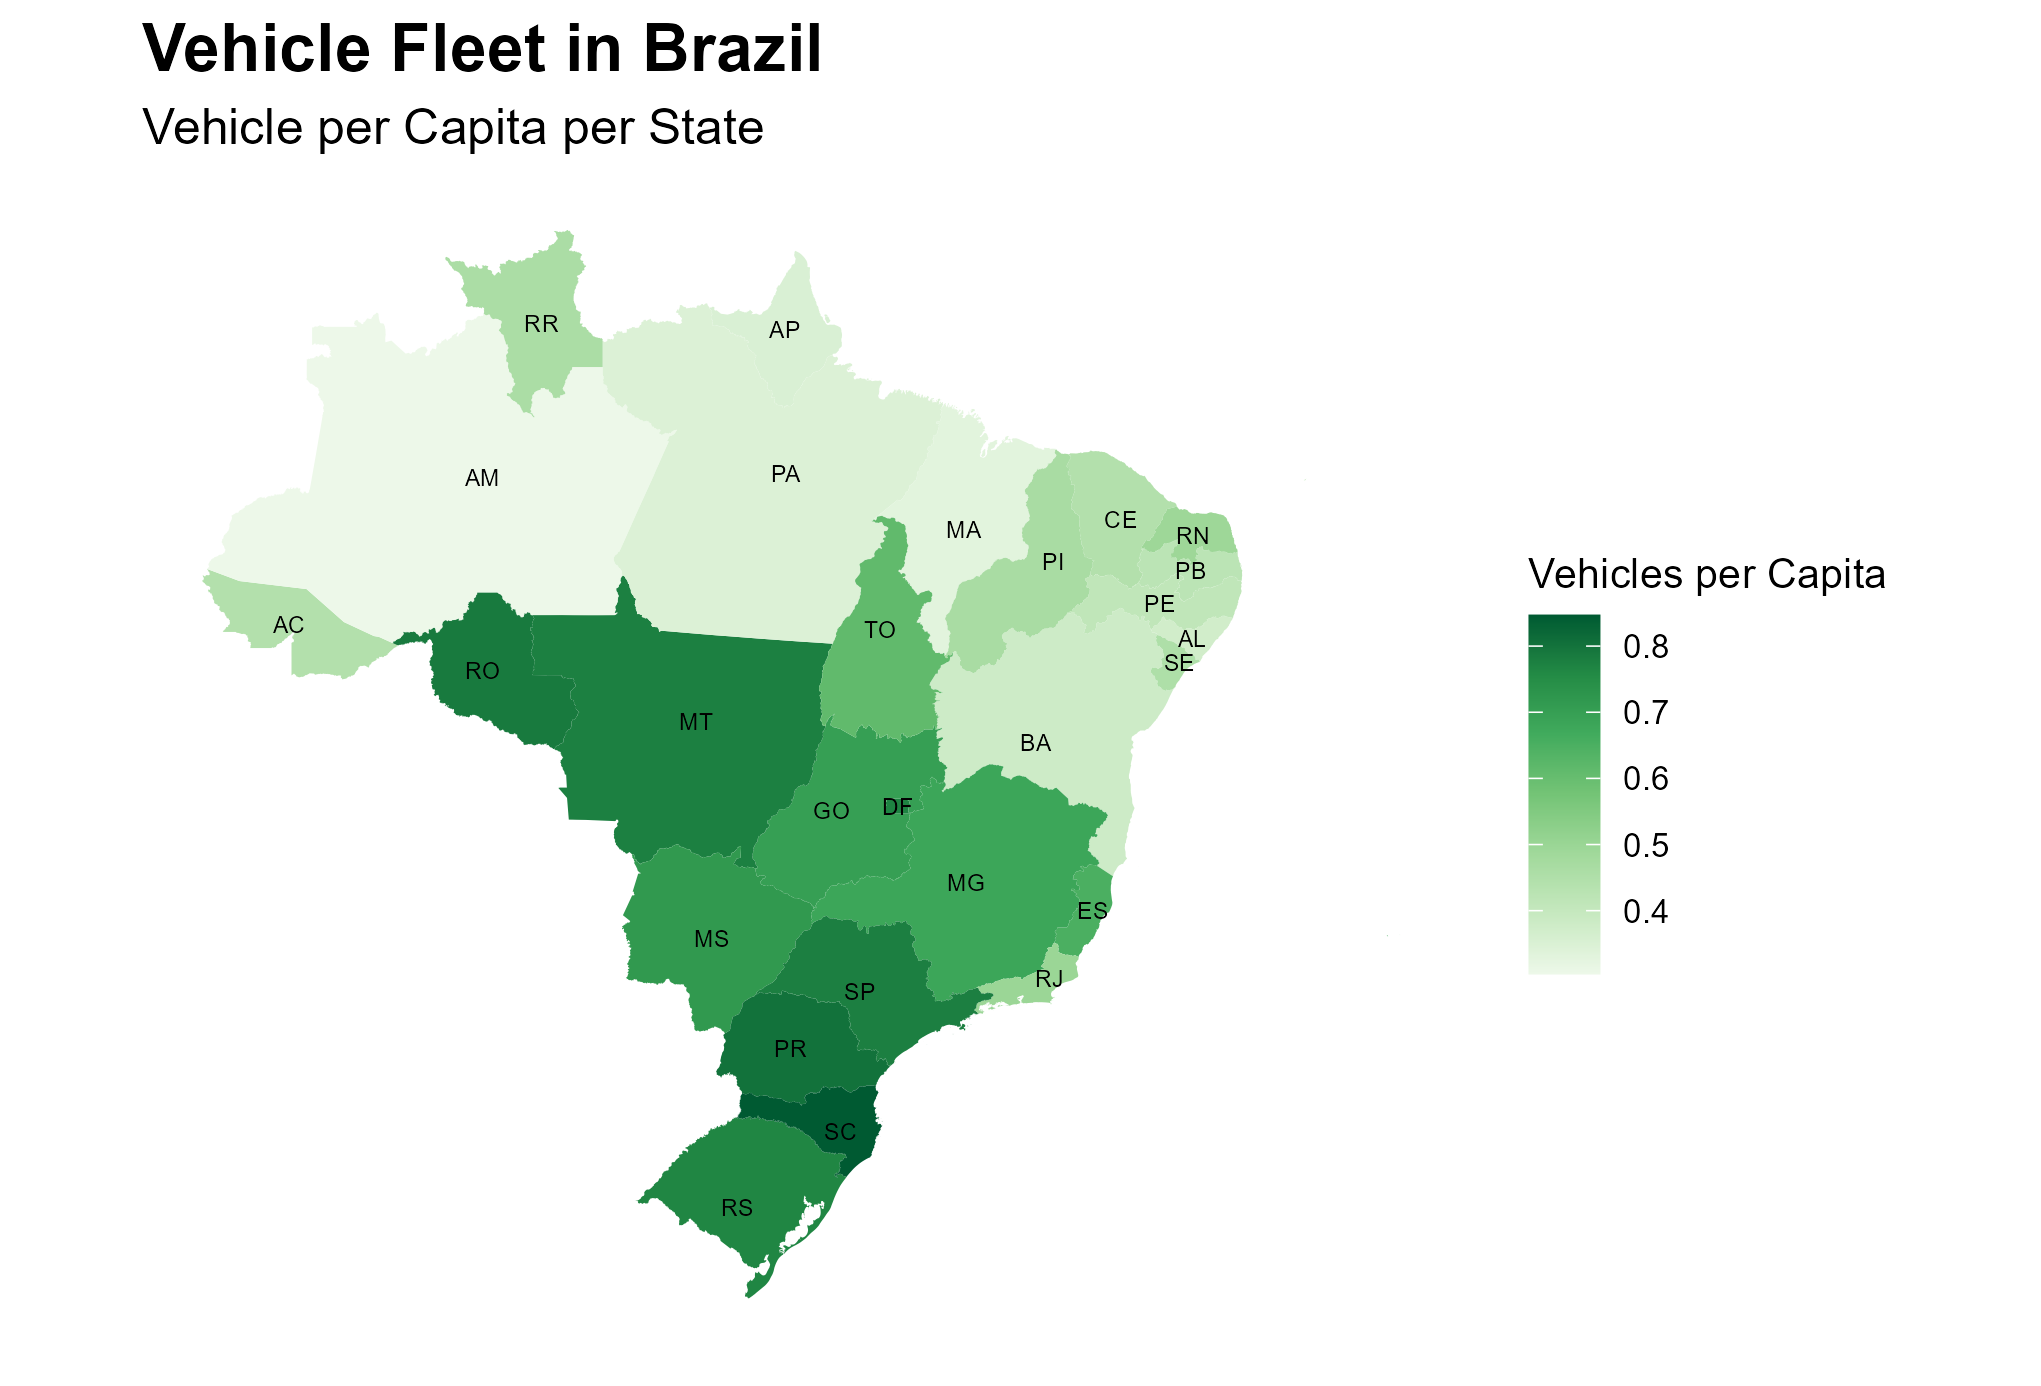 Vehicle Fleet in Brazil
Vehicle per Capita per State
RR
AP
AM
PA
MA
CE
RN
PI
PB
PE
AC
TO
AL
RO
SE
MT
BA
GO
DF
MG
ES
MS
RJ
SP
PR
SC
RS
Vehicles per Capita
0.8
0.7
0.6
0.5
0.4